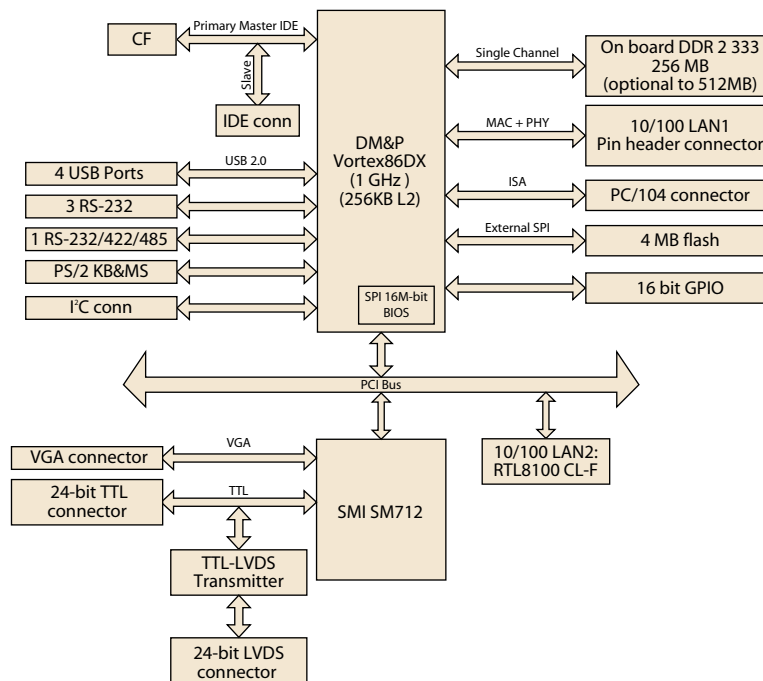 CF
Primary Master IDE
Slave
IDE conn
4 USB Ports
USB 2.0
3 RS-232
1 RS-232/422/485
PS/2 KB&MS
I²C conn
DM&P
Vortex86DX
(1 GHz )
(256KB L2)
SPI 16M-bit
BIOS
Single Channel
On board DDR 2 333
256 MB
(optional to 512MB)
MAC + PHY
10/100 LAN1
Pin header connector
ISA
PC/104 connector
External SPI
4 MB flash
16 bit GPIO
PCI Bus
VGA connector
VGA
24-bit TTL
connector
TTL
SMI SM712
10/100 LAN2:
RTL8100 CL-F
TTL-LVDS
Transmitter
24-bit LVDS
connector